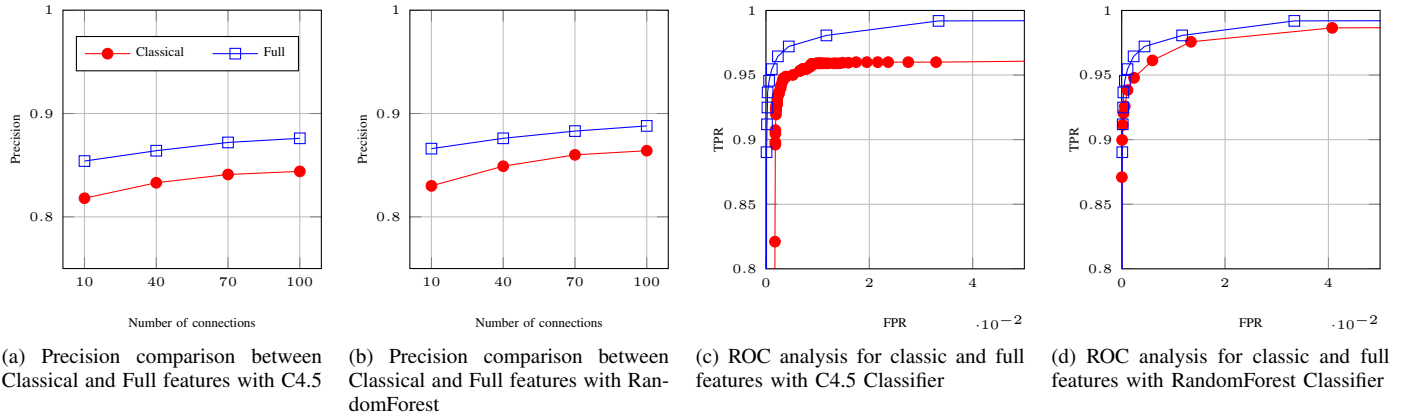 1
0.9
0.8
Precision
10
40
70
100
Number of connections
Classical
Full
(a) Precision comparison between
Classical and Full features with C4.5
1
0.9
0.8
Precision
10
40
70
100
Number of connections
(b) Precision comparison between
Classical and Full features with Ran-
domForest
1
0.95
0.9
0.85
0.8
TPR
0
2
4
FPR
·10−2
(c) ROC analysis for classic and full
features with C4.5 Classifier
1
0.95
0.9
0.85
0.8
TPR
0
2
4
FPR
·10−2
(d) ROC analysis for classic and full
features with RandomForest Classifier